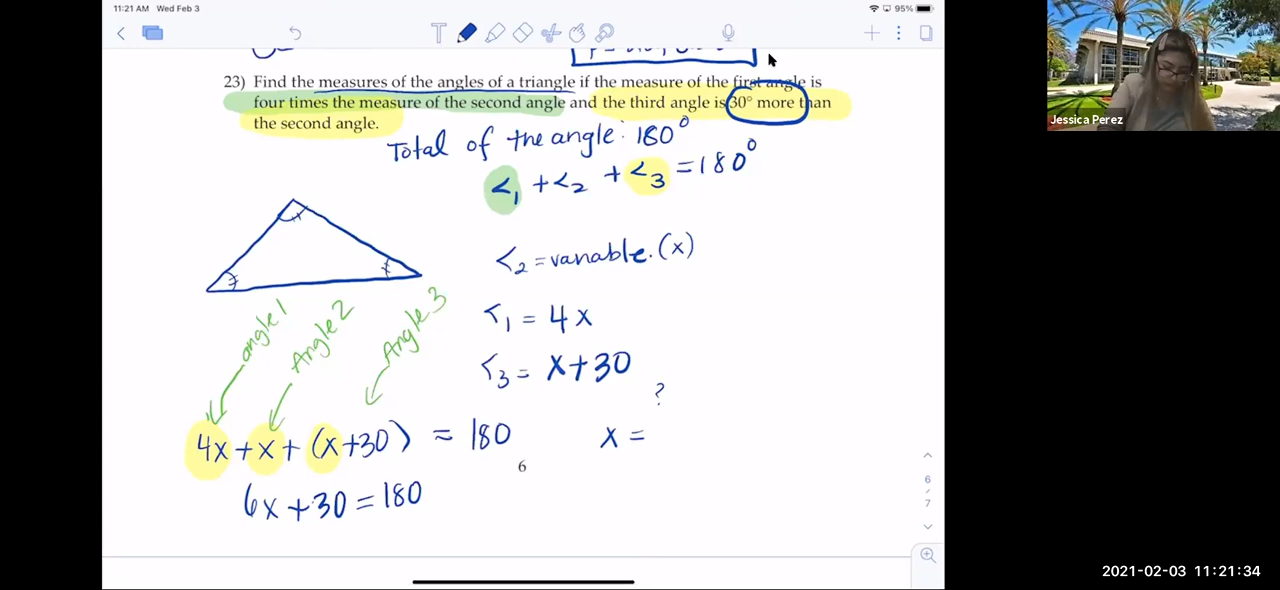 11:21 AM Wed Feb 3
95%
23) Find the measures of the angles of a triangle if the measure of the first angle is
four times the measure of the second angle and the third angle is 30° more than
the second angle.
Total of the angle: 180°
<1 + <2 + <3 = 180°
<2 = variable. (x)
<1 = 4x
<3 = x+30
?
x =
angle 1
Angle 2
Angle 3
4x + x + (x+30) = 180
6
6x + 30 = 180
6
/
7
Jessica Perez
2021-02-03 11:21:34